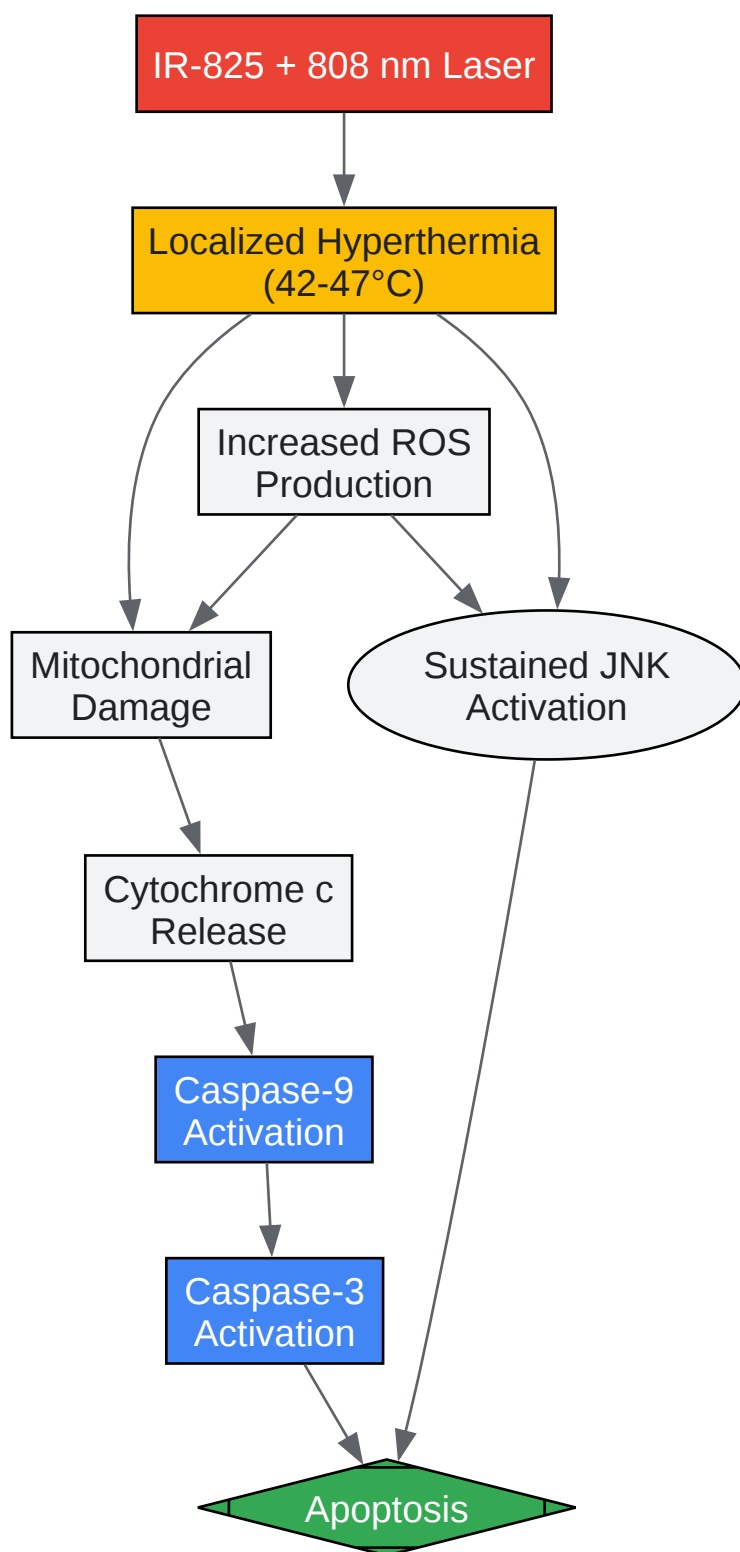 IR-825 + 808 nm Laser
Localized Hyperthermia
(42-47°C)
Increased ROS
Production
Mitochondrial
Damage
Sustained JNK
Activation
Cytochrome c
Release
Caspase-9
Activation
Caspase-3
Activation
Apoptosis